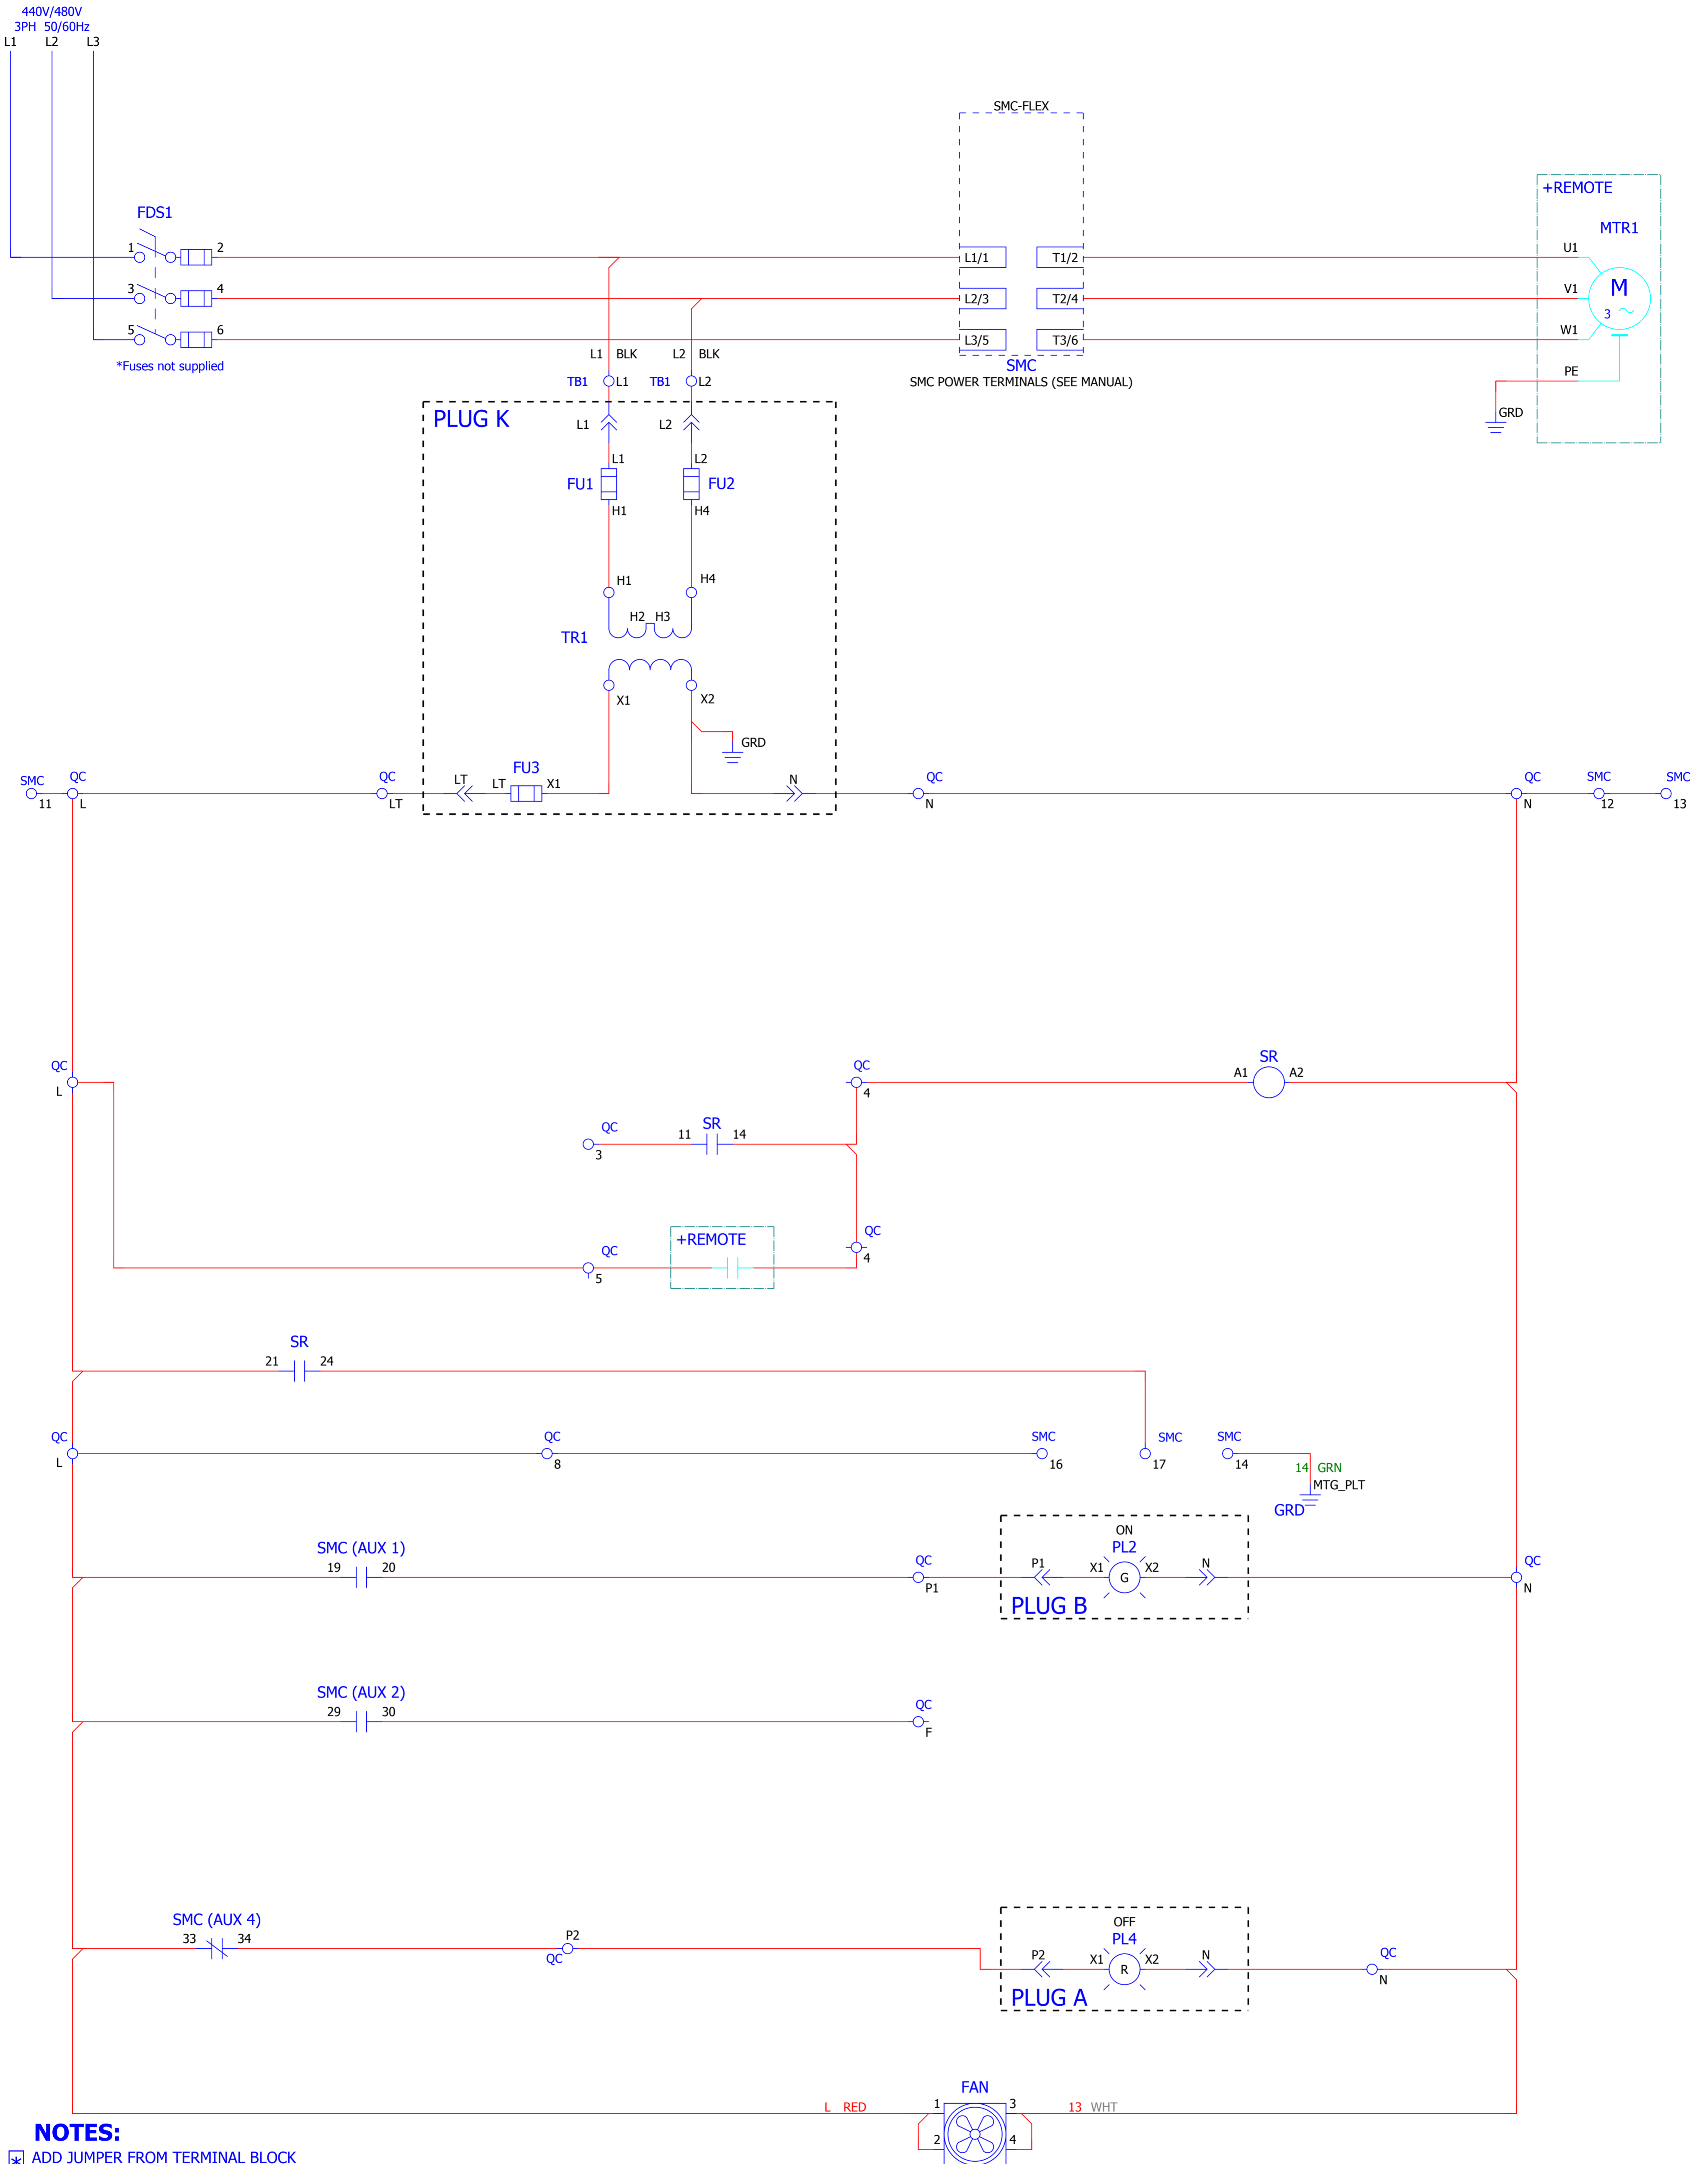 440V/480V
3PH 50/60Hz
L1 L2 L3
SMC-FLEX
+REMOTE
MTR1
FDS1
1 2
L1/1 T1/2
U1
3 4
L2/3 T2/4
V1
M
3
5 6
L3/5 T3/6
W1
*Fuses not supplied
L1 BLK L2 BLK
SMC
SMC POWER TERMINALS (SEE MANUAL)
PE
GRD
TB1 L1 TB1 L2
PLUG K
L1 L2
L1 L2
FU1 FU2
H1 H4
H1 H4
H2 H3
TR1
X1 X2
GRD
SMC QC QC
11 L LT
LT LT FU3 X1
N
QC
N
QC SMC SMC
N 12 13
QC
L
QC
4
SR
A1 A2
QC
3
SR
11 14
QC
4
QC
5
+REMOTE
SR
21 24
QC
L
QC
8
SMC
16
SMC
17
SMC
14
14 GRN
MTG_PLT
GRD
SMC (AUX 1)
19 20
QC
P1
ON
PL2
P1 X1 G X2 N
PLUG B
QC
N
SMC (AUX 2)
29 30
QC
F
SMC (AUX 4)
33 34
P2
QC
OFF
PL4
P2 X1 R X2 N
PLUG A
QC
N
FAN
L RED 1 3 13 WHT
2 4
NOTES:
* ADD JUMPER FROM TERMINAL BLOCK